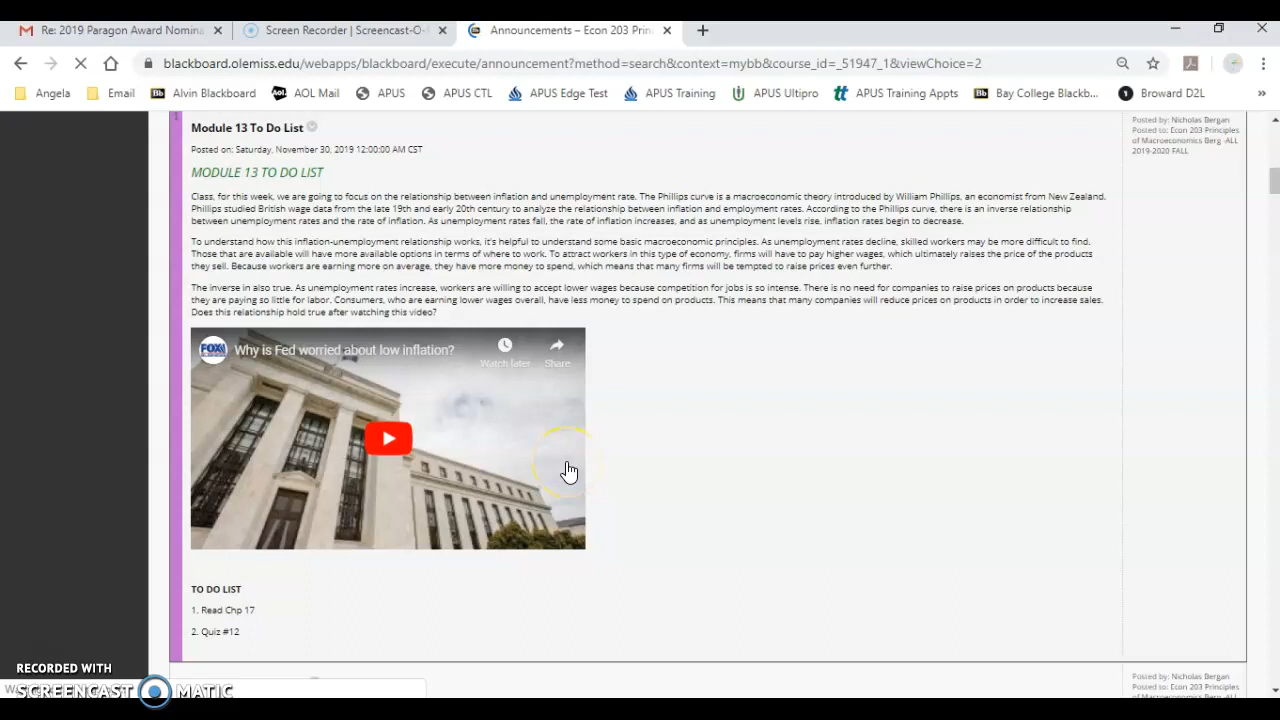 Re: 2019 Paragon Award Nomina
Screen Recorder | Screencast-O-
Announcements – Econ 203 Prin
blackboard.olemiss.edu/webapps/blackboard/execute/announcement?method=search&context=mybb&course_id=_51947_1&viewChoice=2
Angela
Email
Bb
Alvin Blackboard
Aol.
AOL Mail
APUS
APUS CTL
APUS Edge Test
APUS Training
APUS Ultipro
APUS Training Appts
Bb
Bay College Blackb...
Broward D2L
»
1
Module 13 To Do List
Posted on: Saturday, November 30, 2019 12:00:00 AM CST
Posted by: Nicholas Bergan
Posted to: Econ 203 Principles
of Macroeconomics Berg -ALL
2019-2020 FALL
MODULE 13 TO DO LIST
Class, for this week, we are going to focus on the relationship between inflation and unemployment rate. The Phillips curve is a macroeconomic theory introduced by William Phillips, an economist from New Zealand.
Phillips studied British wage data from the late 19th and early 20th century to analyze the relationship between inflation and employment rates. According to the Phillips curve, there is an inverse relationship
between unemployment rates and the rate of inflation. As unemployment rates fall, the rate of inflation increases, and as unemployment levels rise, inflation rates begin to decrease.
To understand how this inflation-unemployment relationship works, it's helpful to understand some basic macroeconomic principles. As unemployment rates decline, skilled workers may be more difficult to find.
Those that are available will have more available options in terms of where to work. To attract workers in this type of economy, firms will have to pay higher wages, which ultimately raises the price of the products
they sell. Because workers are earning more on average, they have more money to spend, which means that many firms will be tempted to raise prices even further.
The inverse in also true. As unemployment rates increase, workers are willing to accept lower wages because competition for jobs is so intense. There is no need for companies to raise prices on products because
they are paying so little for labor. Consumers, who are earning lower wages overall, have less money to spend on products. This means that many companies will reduce prices on products in order to increase sales.
Does this relationship hold true after watching this video?
FOX
Why is Fed worried about low inflation?
Watch later
Share
TO DO LIST
1. Read Chp 17
2. Quiz #12
Posted by: Nicholas Bergan
Posted to: Econ 203 Principles
of Macroeconomics Berg -ALL
RECORDED WITH
SCREENCAST MATIC